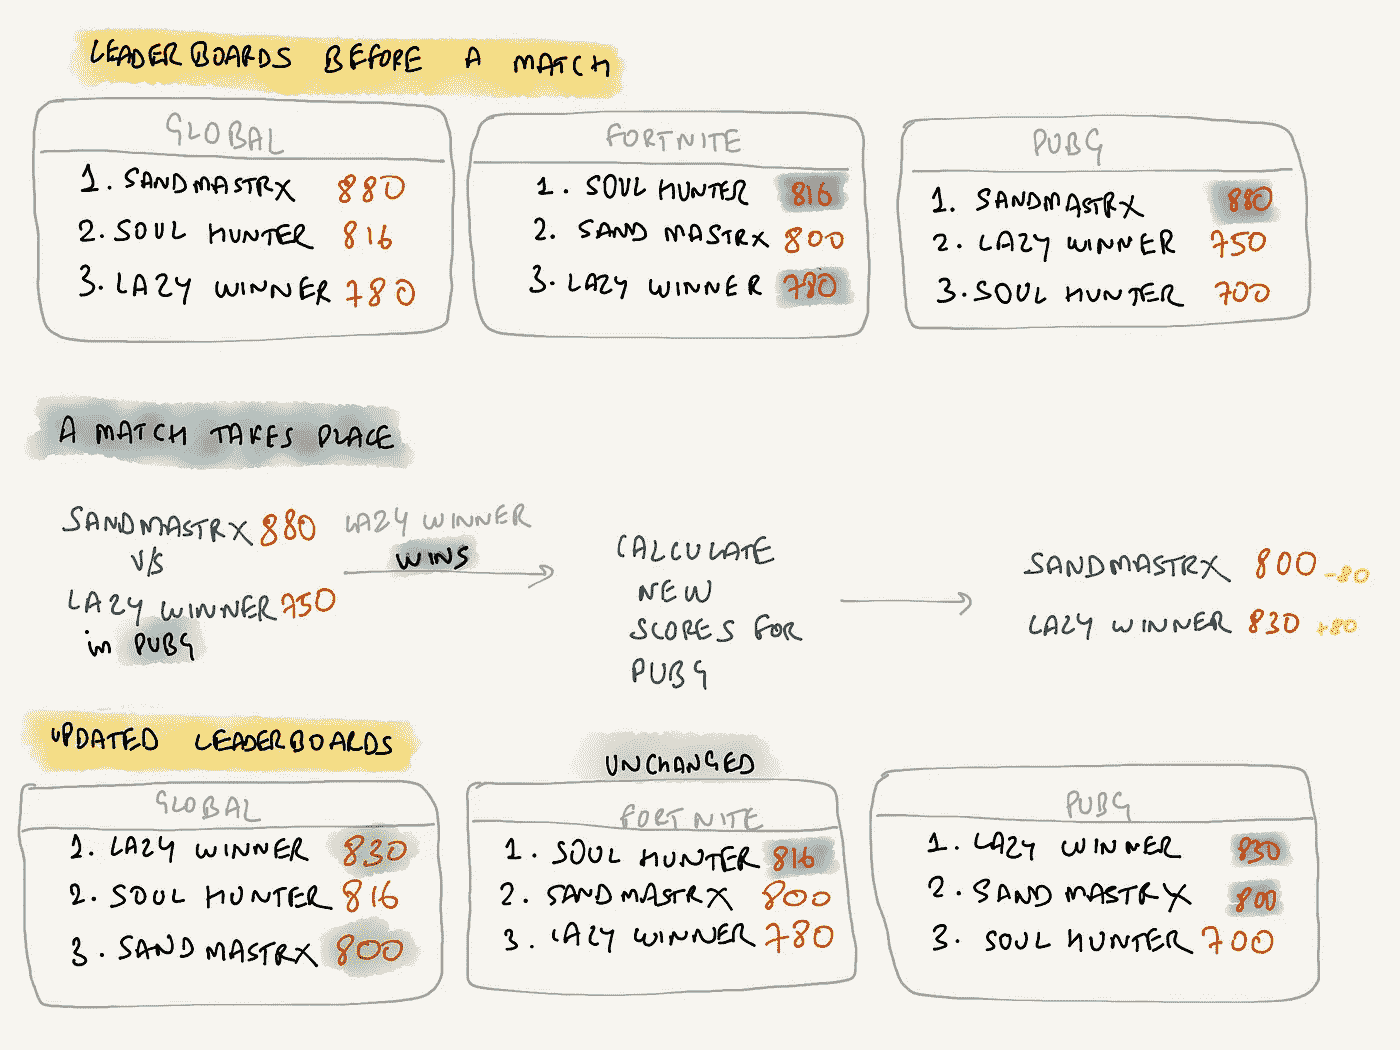 LEADERBOARDS BEFORE A MATCH
GLOBAL
1. SANDMASTRX 880
2. SOUL HUNTER 816
3. LAZY WINNER 780
FORTNITE
1. SOUL HUNTER 816
2. SAND MASTRX 800
3. LAZY WINNER 780
PUBG
1. SANDMASTRX 880
2. LAZY WINNER 750
3. SOUL HUNTER 700
A MATCH TAKES PLACE
SANDMASTRX 880
V/S
LAZY WINNER 750
in PUBG
LAZY WINNER
WINS
CALCULATE
NEW
SCORES FOR
PUBG
SANDMASTRX 800 -80
LAZY WINNER 830 +80
UPDATED LEADERBOARDS
GLOBAL
1. LAZY WINNER 830
2. SOUL HUNTER 816
3. SAND MASTRX 800
UNCHANGED
FORTNITE
1. SOUL HUNTER 816
2. SANDMASTRX 800
3. LAZY WINNER 780
PUBG
1. LAZY WINNER 830
2. SAND MASTRX 800
3. SOUL HUNTER 700